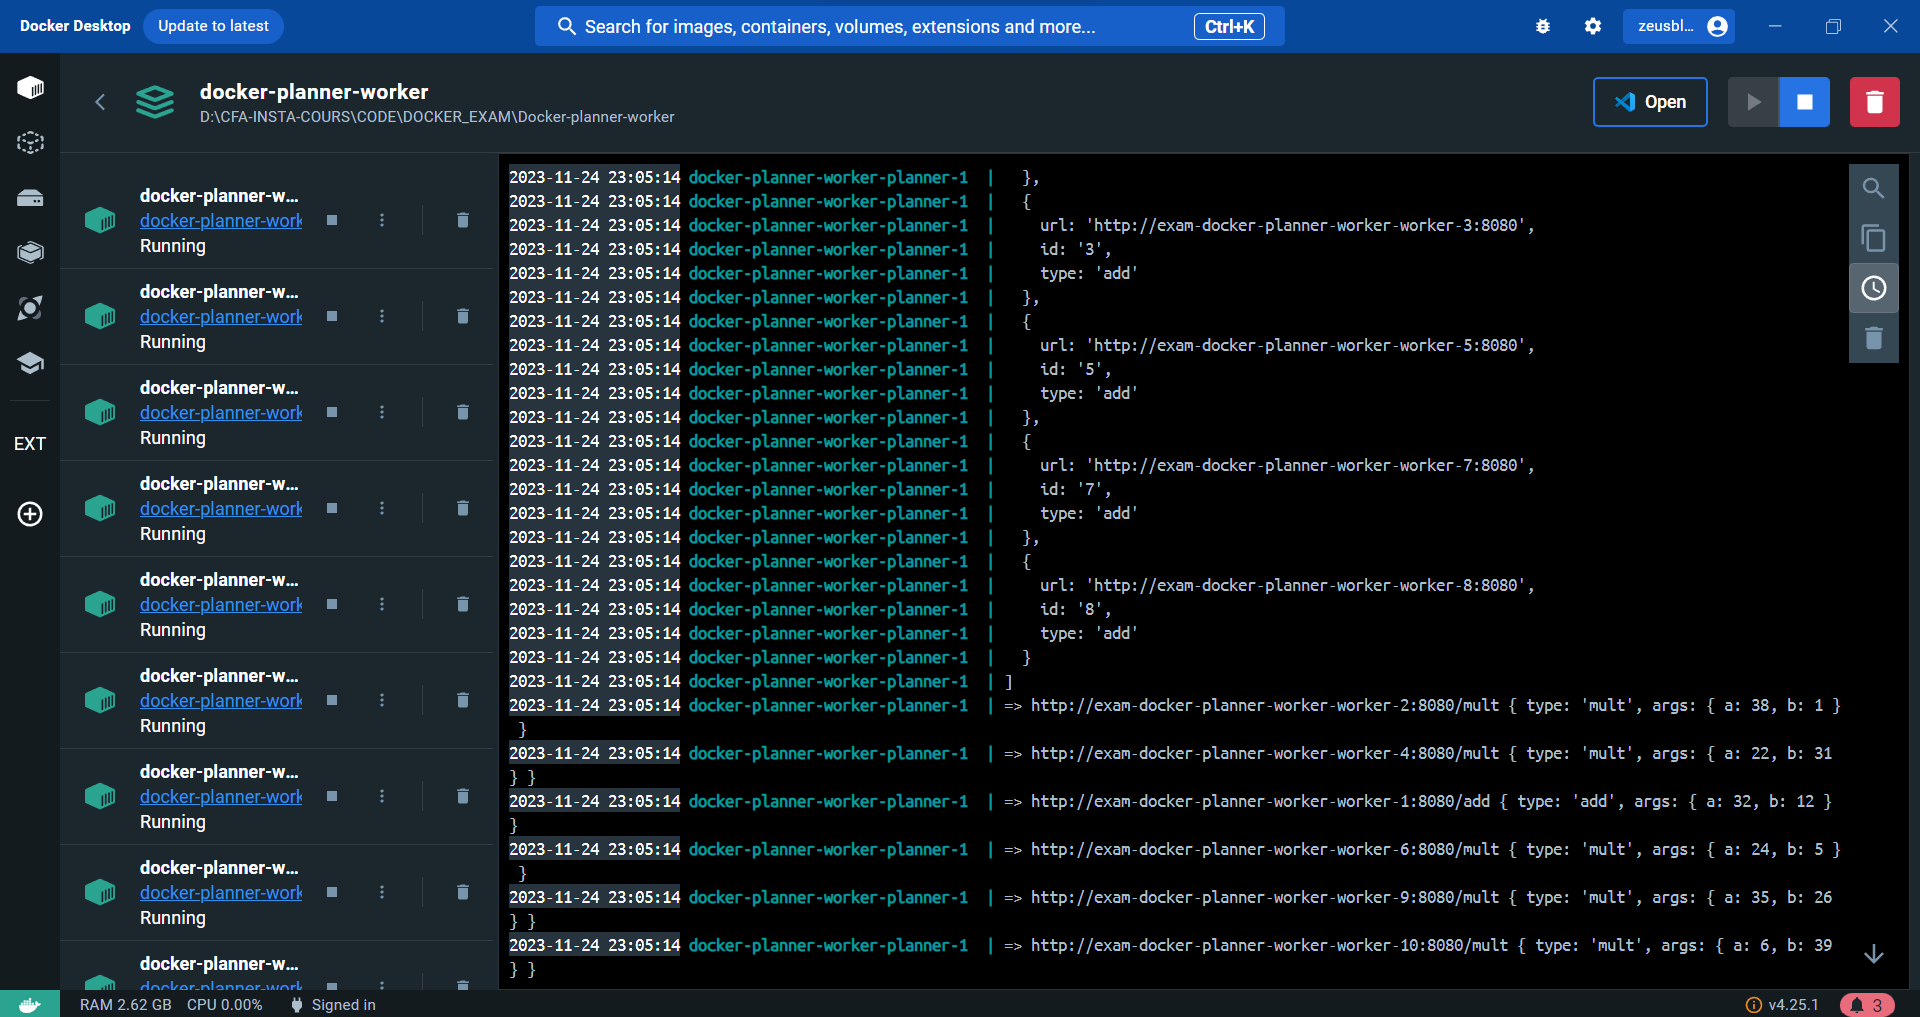 Docker Desktop Update to latest Search for images, containers, volumes, extensions and more... Ctrl+K zeusbl...
docker-planner-worker
D:\CFA-INSTA-COURS\CODE\DOCKER_EXAM\Docker-planner-worker
Open
EXT
docker-planner-w...
docker-planner-work
Running
docker-planner-w...
docker-planner-work
Running
docker-planner-w...
docker-planner-work
Running
docker-planner-w...
docker-planner-work
Running
docker-planner-w...
docker-planner-work
Running
docker-planner-w...
docker-planner-work
Running
docker-planner-w...
docker-planner-work
Running
docker-planner-w...
docker-planner-work
Running
docker-planner-w...
docker-planner-work
2023-11-24 23:05:14 docker-planner-worker-planner-1 | },
2023-11-24 23:05:14 docker-planner-worker-planner-1 | {
2023-11-24 23:05:14 docker-planner-worker-planner-1 | url: 'http://exam-docker-planner-worker-worker-3:8080',
2023-11-24 23:05:14 docker-planner-worker-planner-1 | id: '3',
2023-11-24 23:05:14 docker-planner-worker-planner-1 | type: 'add'
2023-11-24 23:05:14 docker-planner-worker-planner-1 | },
2023-11-24 23:05:14 docker-planner-worker-planner-1 | {
2023-11-24 23:05:14 docker-planner-worker-planner-1 | url: 'http://exam-docker-planner-worker-worker-5:8080',
2023-11-24 23:05:14 docker-planner-worker-planner-1 | id: '5',
2023-11-24 23:05:14 docker-planner-worker-planner-1 | type: 'add'
2023-11-24 23:05:14 docker-planner-worker-planner-1 | },
2023-11-24 23:05:14 docker-planner-worker-planner-1 | {
2023-11-24 23:05:14 docker-planner-worker-planner-1 | url: 'http://exam-docker-planner-worker-worker-7:8080',
2023-11-24 23:05:14 docker-planner-worker-planner-1 | id: '7',
2023-11-24 23:05:14 docker-planner-worker-planner-1 | type: 'add'
2023-11-24 23:05:14 docker-planner-worker-planner-1 | },
2023-11-24 23:05:14 docker-planner-worker-planner-1 | {
2023-11-24 23:05:14 docker-planner-worker-planner-1 | url: 'http://exam-docker-planner-worker-worker-8:8080',
2023-11-24 23:05:14 docker-planner-worker-planner-1 | id: '8',
2023-11-24 23:05:14 docker-planner-worker-planner-1 | type: 'add'
2023-11-24 23:05:14 docker-planner-worker-planner-1 | }
2023-11-24 23:05:14 docker-planner-worker-planner-1 | ]
2023-11-24 23:05:14 docker-planner-worker-planner-1 | => http://exam-docker-planner-worker-worker-2:8080/mult { type: 'mult', args: { a: 38, b: 1 }
}
2023-11-24 23:05:14 docker-planner-worker-planner-1 | => http://exam-docker-planner-worker-worker-4:8080/mult { type: 'mult', args: { a: 22, b: 31
} }
2023-11-24 23:05:14 docker-planner-worker-planner-1 | => http://exam-docker-planner-worker-worker-1:8080/add { type: 'add', args: { a: 32, b: 12 }
}
2023-11-24 23:05:14 docker-planner-worker-planner-1 | => http://exam-docker-planner-worker-worker-6:8080/mult { type: 'mult', args: { a: 24, b: 5 }
}
2023-11-24 23:05:14 docker-planner-worker-planner-1 | => http://exam-docker-planner-worker-worker-9:8080/mult { type: 'mult', args: { a: 35, b: 26
} }
2023-11-24 23:05:14 docker-planner-worker-planner-1 | => http://exam-docker-planner-worker-worker-10:8080/mult { type: 'mult', args: { a: 6, b: 39
} }
RAM 2.62 GB CPU 0.00% Signed in v4.25.1 3